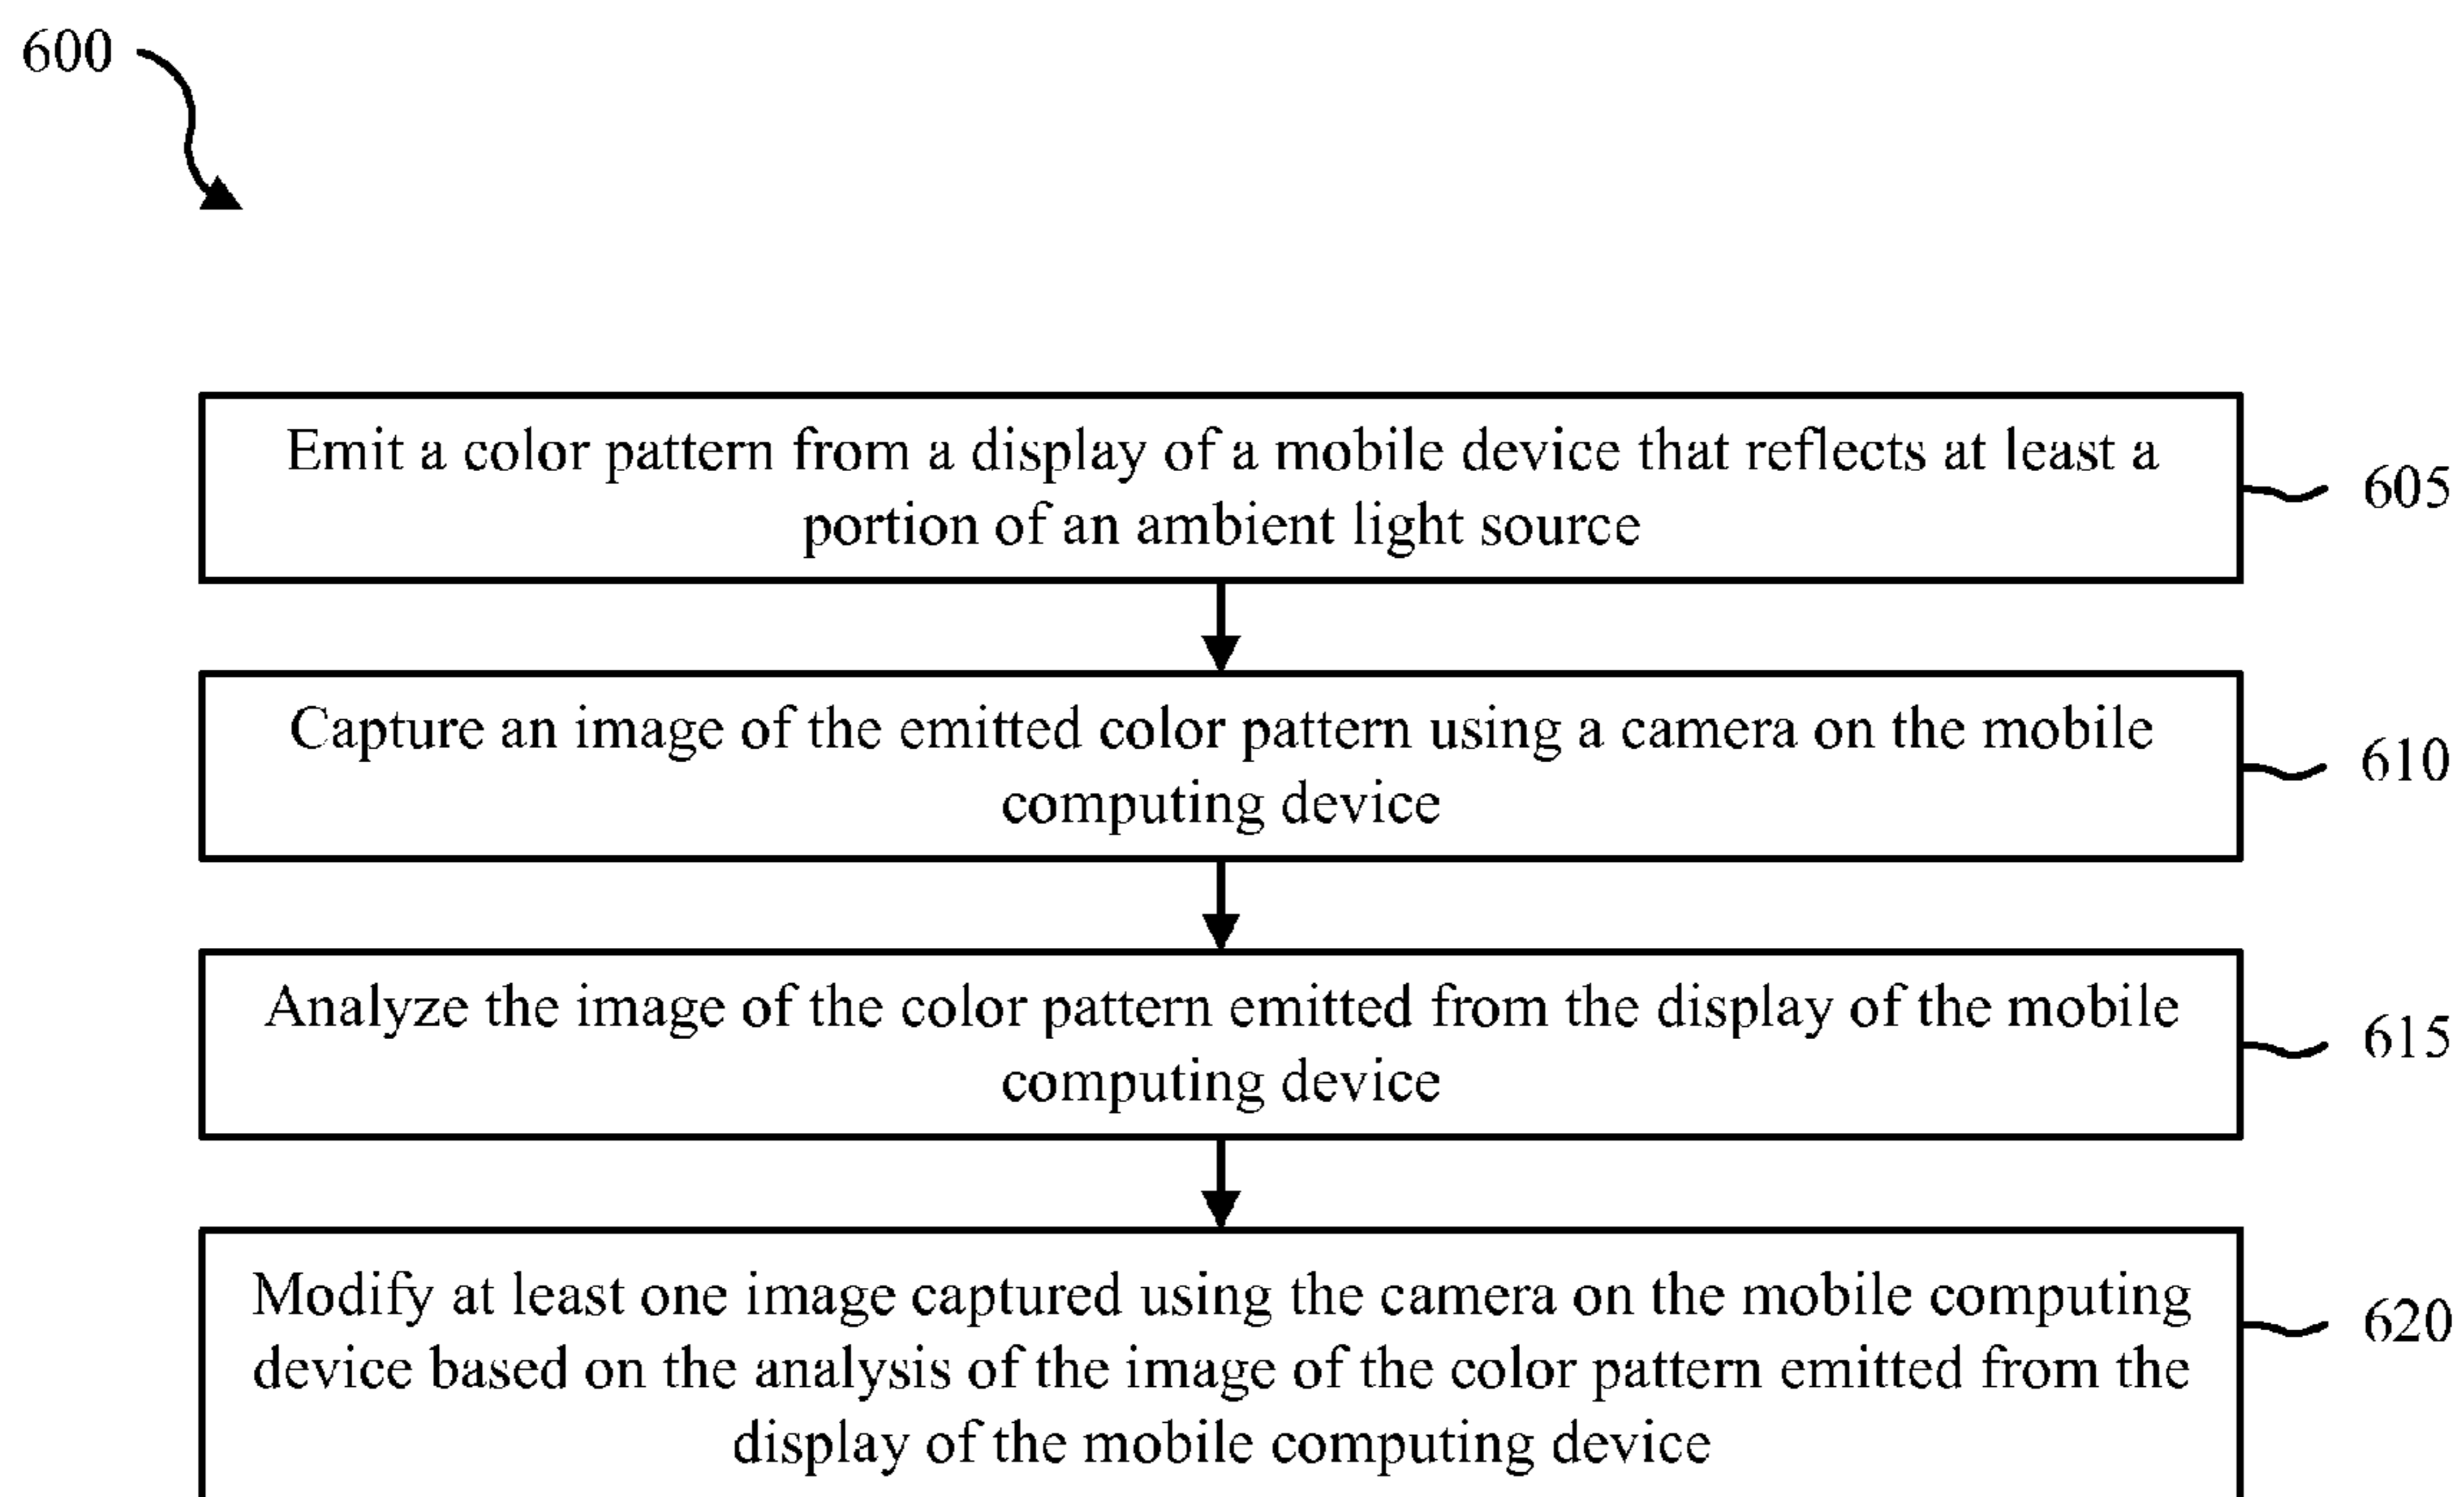 600
Emit a color pattern from a display of a mobile device that reflects at least a
portion of an ambient light source
605
Capture an image of the emitted color pattern using a camera on the mobile
computing device
610
Analyze the image of the color pattern emitted from the display of the mobile
computing device
615
Modify at least one image captured using the camera on the mobile computing
device based on the analysis of the image of the color pattern emitted from the
display of the mobile computing device
620